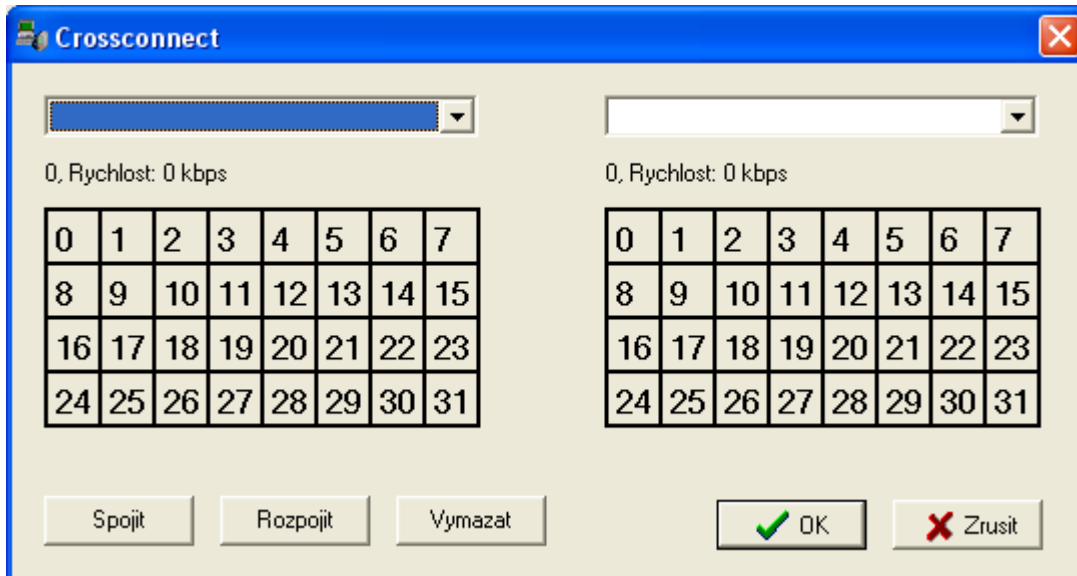 Crossconnect
0, Rychlost: 0 kbps
0 1 2 3 4 5 6 7
8 9 10 11 12 13 14 15
16 17 18 19 20 21 22 23
24 25 26 27 28 29 30 31
0, Rychlost: 0 kbps
0 1 2 3 4 5 6 7
8 9 10 11 12 13 14 15
16 17 18 19 20 21 22 23
24 25 26 27 28 29 30 31
Spojit Rozpojit Vymazat OK Zrusit